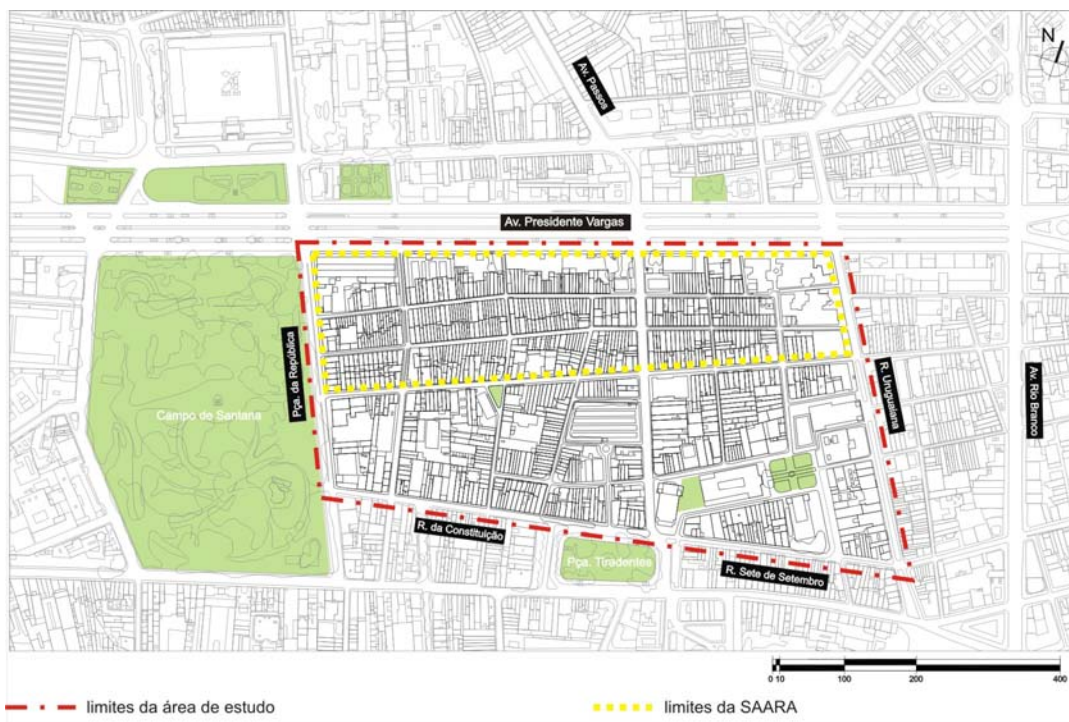 N
Av. Passos
Av. Presidente Vargas
Pça. da República
Campo de Santana
R. Uruguaiana
Av. Rio Branco
R. da Constituição
Pça. Tiradentes
R. Sete de Setembro
0 10 100 200 400
limites da área de estudo
limites da SAARA